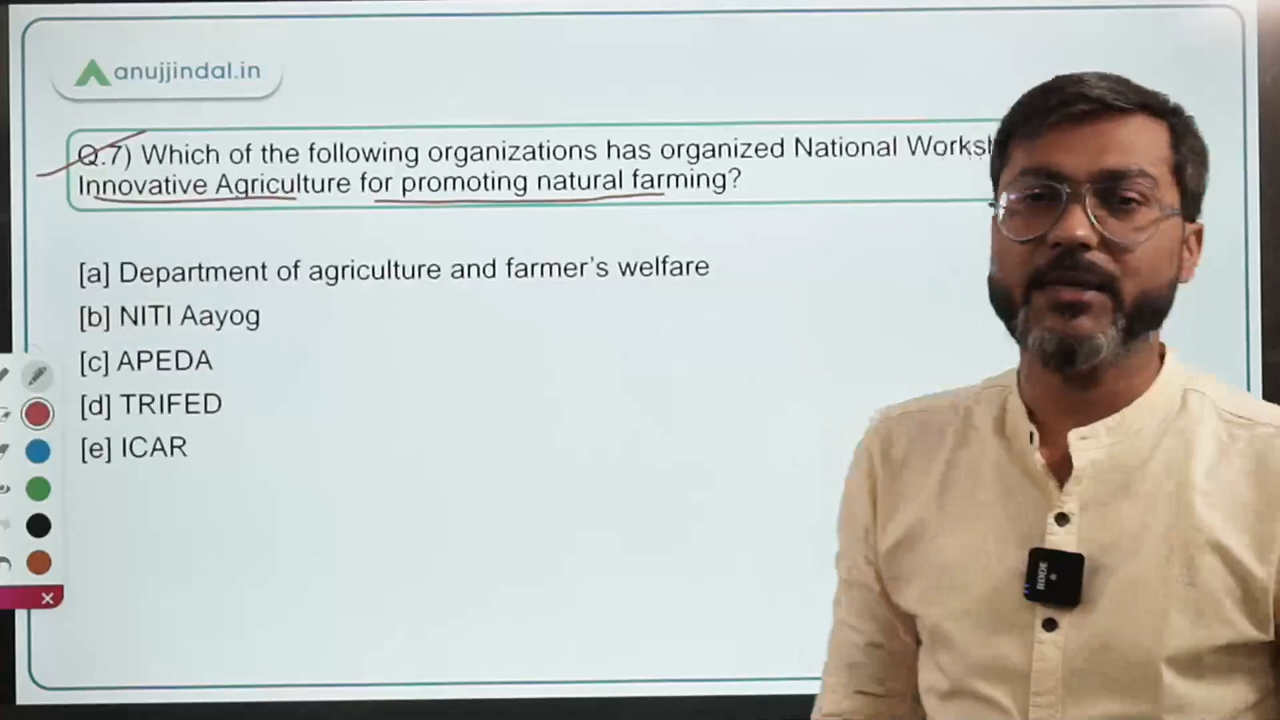 anujjindal.in
Q.7) Which of the following organizations has organized National
Innovative Agriculture for promoting natural farming?
[a] Department of agriculture and farmer’s welfare
[b] NITI Aayog
[c] APEDA
[d] TRIFED
[e] ICAR
RODE